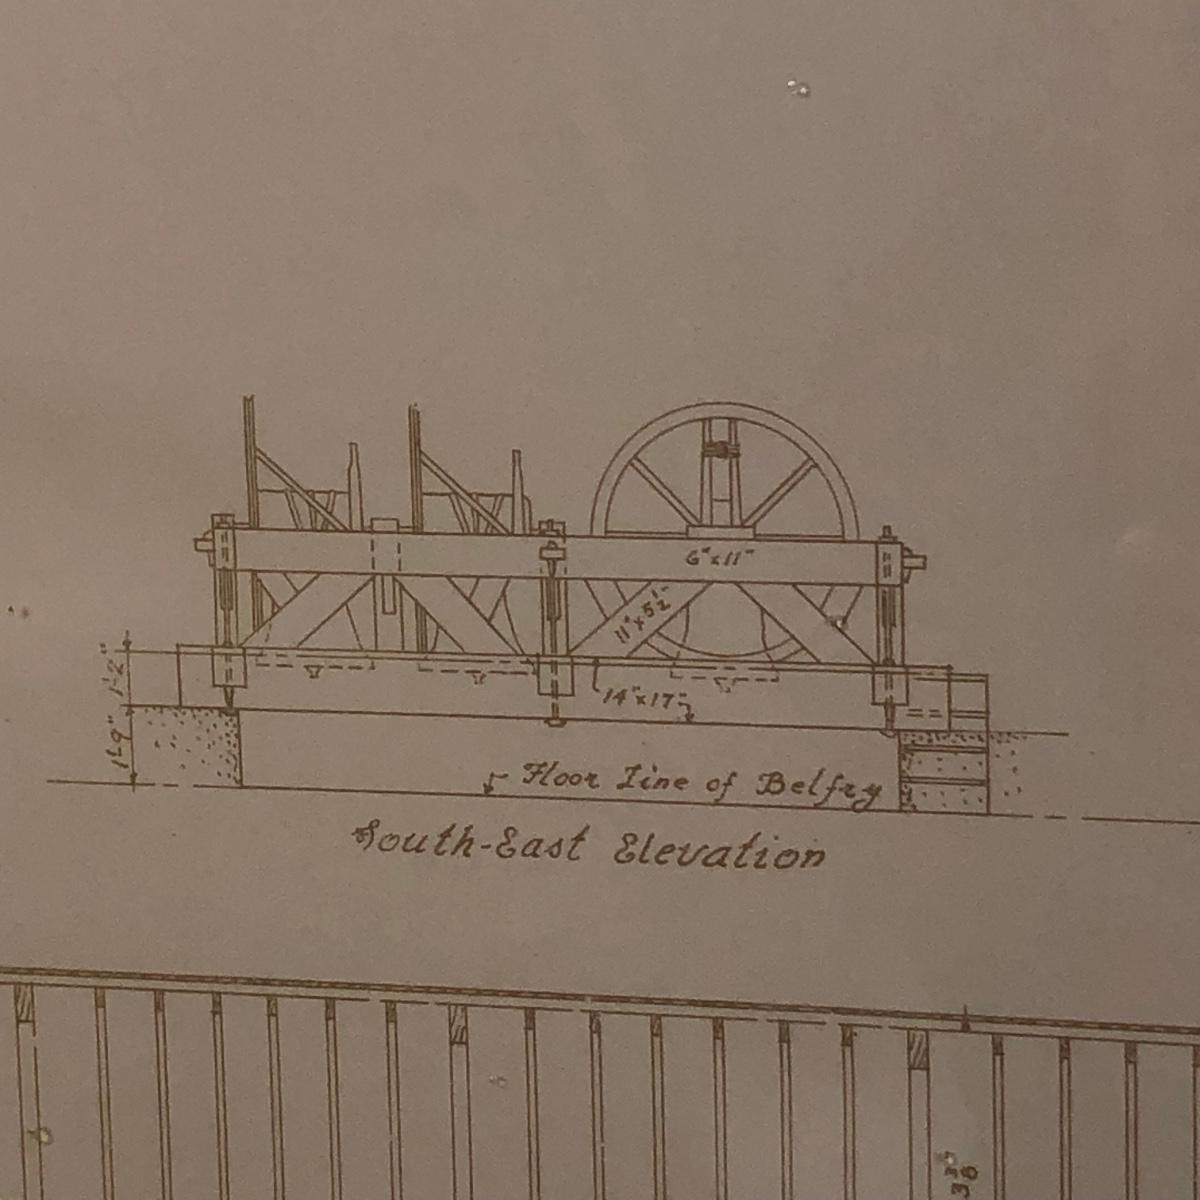 6"x11"
11"x5½"
1'-2"
14"x17"
1'-9"
Floor Line of Belfry
South-East Elevation